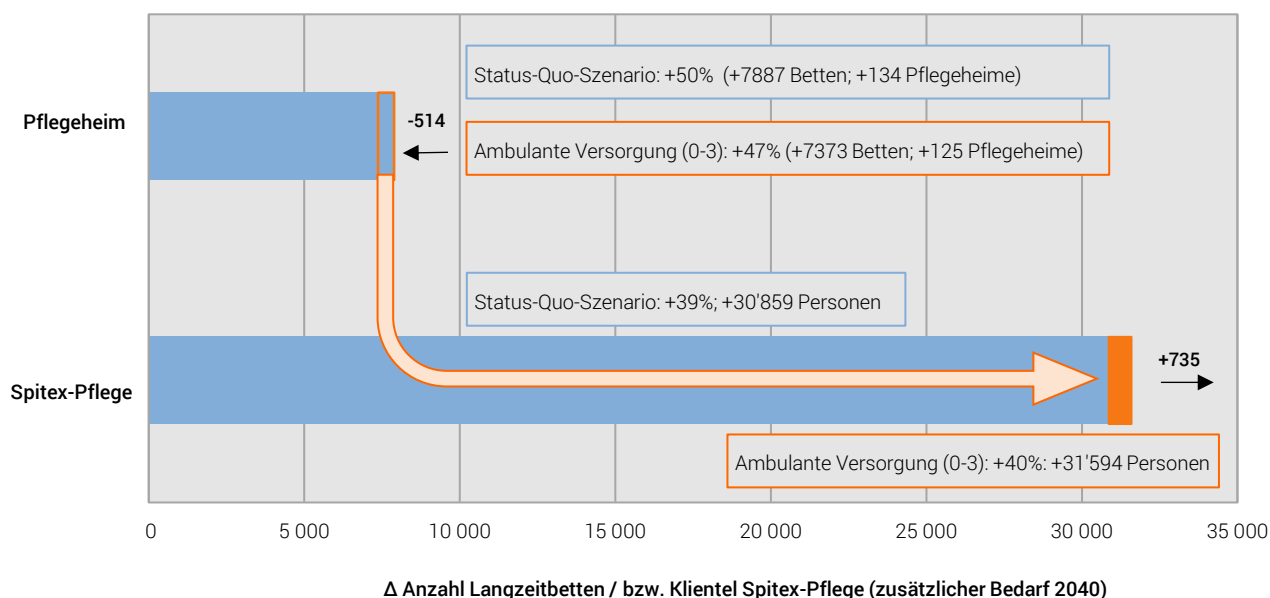 Status-Quo-Szenario: +50% (+7887 Betten; +134 Pflegeheime)
Pflegeheim
-514
Ambulante Versorgung (0-3): +47% (+7373 Betten; +125 Pflegeheime)
Status-Quo-Szenario: +39%; +30'859 Personen
Spitex-Pflege
+735
Ambulante Versorgung (0-3): +40%: +31'594 Personen
0 5 000 10 000 15 000 20 000 25 000 30 000 35 000
Δ Anzahl Langzeitbetten / bzw. Klientel Spitex-Pflege (zusätzlicher Bedarf 2040)